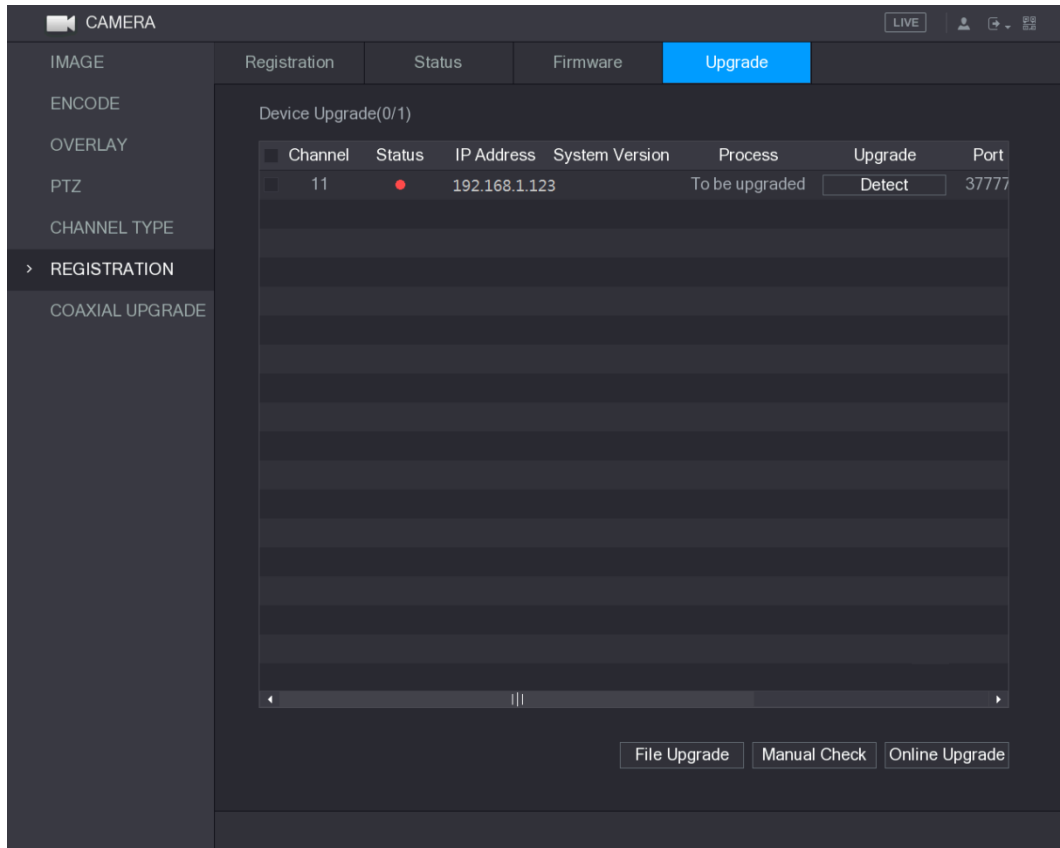 CAMERA LIVE
IMAGE
ENCODE
OVERLAY
PTZ
CHANNEL TYPE
REGISTRATION
COAXIAL UPGRADE
Registration Status Firmware Upgrade
Device Upgrade(0/1)
Channel Status IP Address System Version Process Upgrade Port
11 192.168.1.123 To be upgraded Detect 37777
File Upgrade Manual Check Online Upgrade